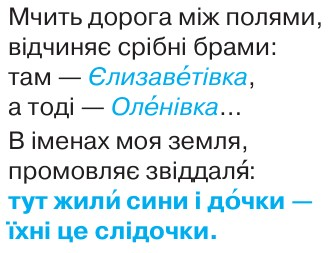 Мчить дорога між полями,
відчиняє срібні брами:
там — Єлизаве́тівка,
а тоді — Оле́нівка...
В іменах моя земля,
промовляє звіддаля́:
тут жили́ сини і до́чки —
їхні це слідочки.